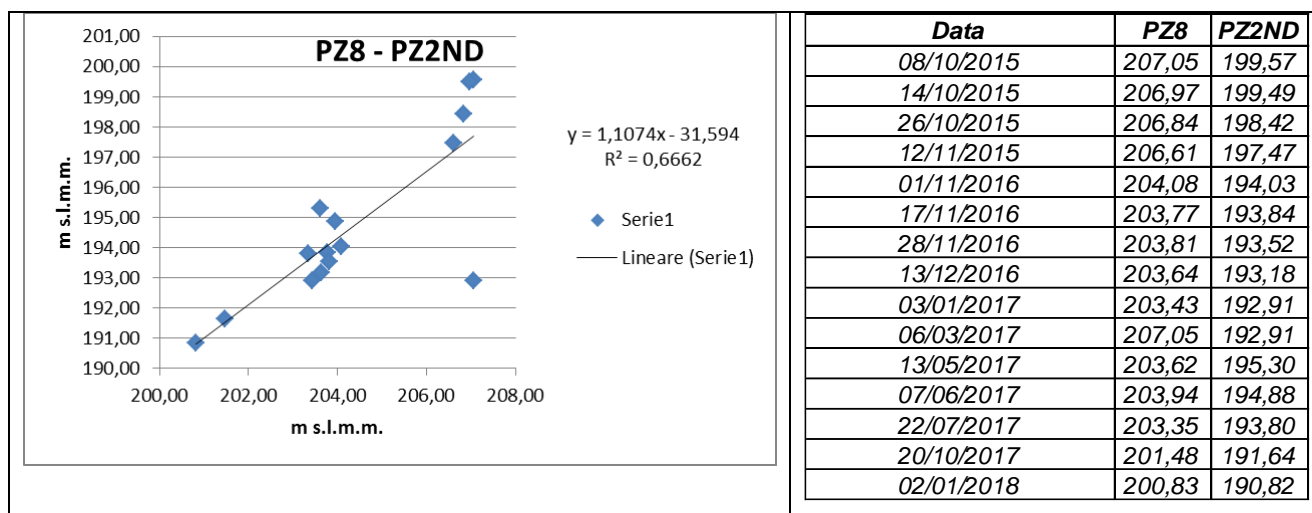 PZ8 - PZ2ND
201,00
200,00
199,00
198,00
197,00
196,00
195,00
194,00
193,00
192,00
191,00
190,00
m s.l.m.m.
200,00 202,00 204,00 206,00 208,00
m s.l.m.m.
y = 1,1074x - 31,594
R² = 0,6662
Serie1
Lineare (Serie1)
Data PZ8 PZ2ND
08/10/2015 207,05 199,57
14/10/2015 206,97 199,49
26/10/2015 206,84 198,42
12/11/2015 206,61 197,47
01/11/2016 204,08 194,03
17/11/2016 203,77 193,84
28/11/2016 203,81 193,52
13/12/2016 203,64 193,18
03/01/2017 203,43 192,91
06/03/2017 207,05 192,91
13/05/2017 203,62 195,30
07/06/2017 203,94 194,88
22/07/2017 203,35 193,80
20/10/2017 201,48 191,64
02/01/2018 200,83 190,82